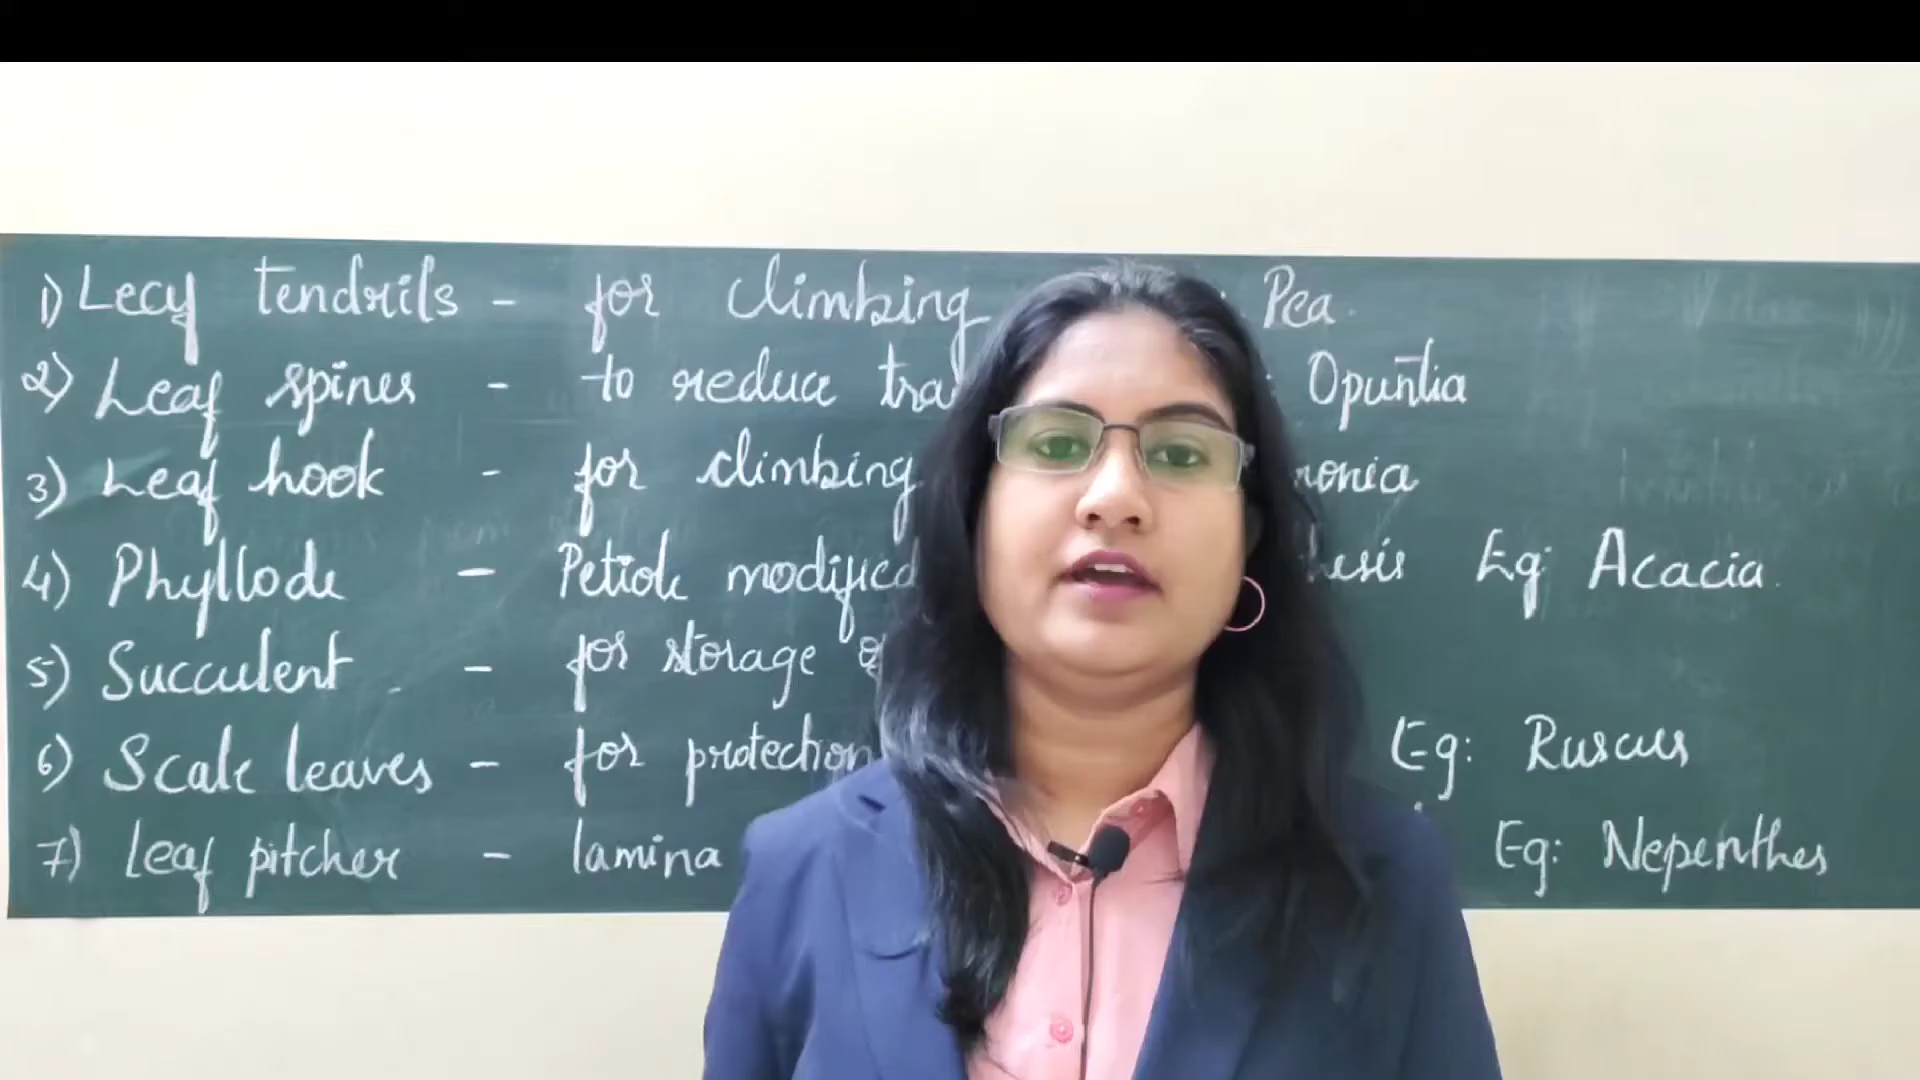 1) Leaf tendrils - for climbing Pea.
2) Leaf spines - to reduce Opuntia
3) Leaf hook - for climbing
4) Phyllode - Petiole modified Eg: Acacia.
5) Succulent - for storage
6) Scale leaves - for protection Eg: Ruscus
7) Leaf pitcher - lamina Eg: Nepenthes